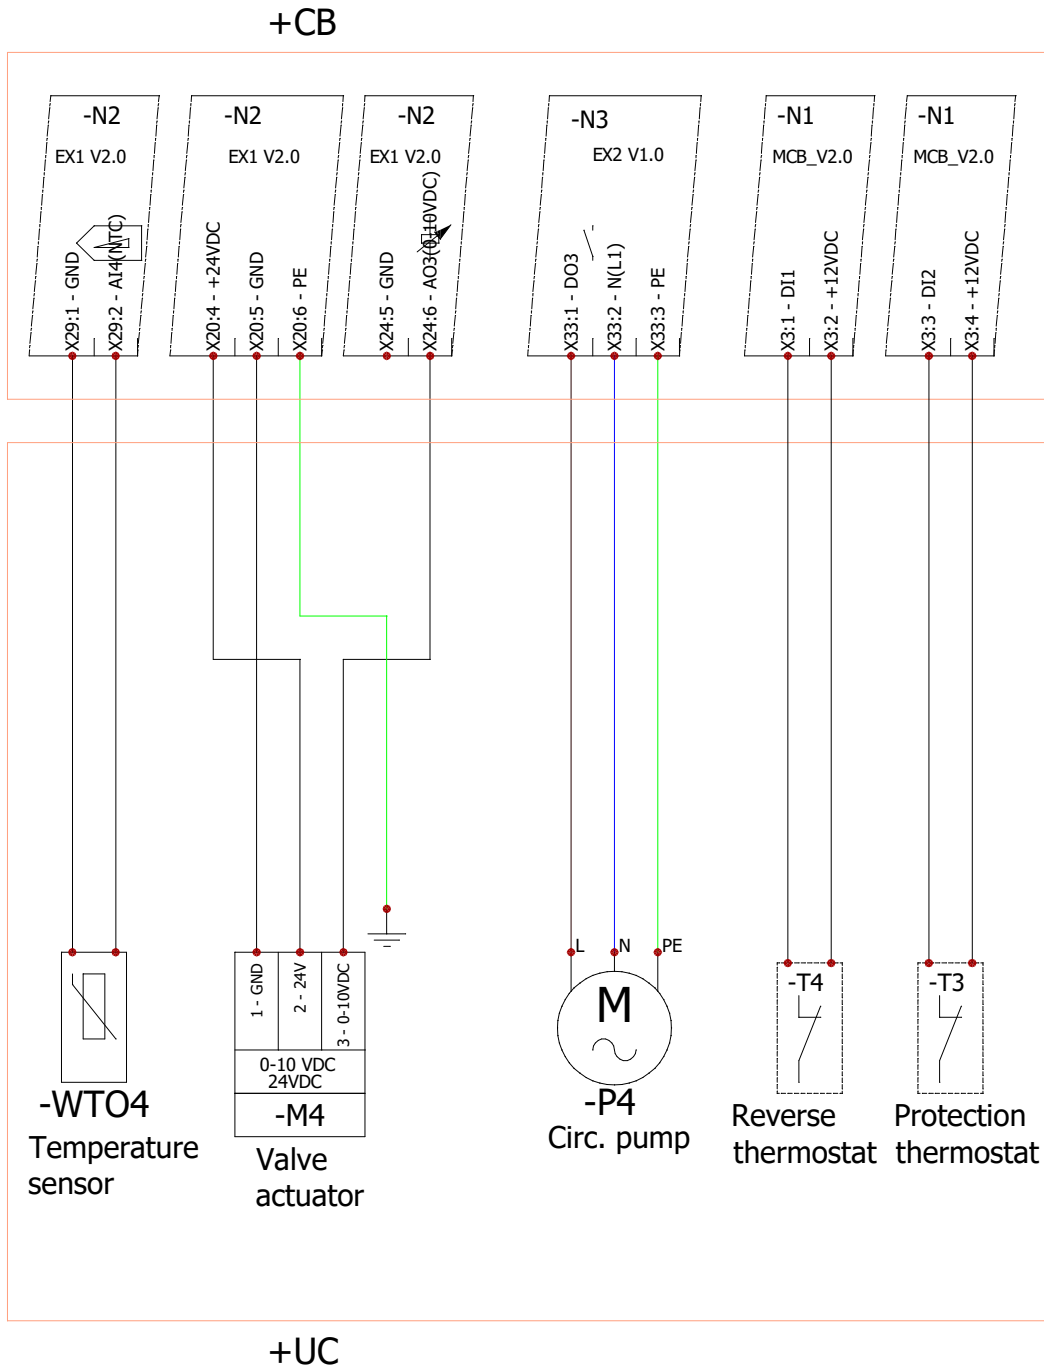 +CB
-N2
-N2
-N2
-N3
-N1
-N1
EX1 V2.0
EX1 V2.0
EX1 V2.0
EX2 V1.0
MCB_V2.0
MCB_V2.0
X29:1 - GND
X29:2 - AI4(NTC)
X20:4 - +24VDC
X20:5 - GND
X20:6 - PE
X24:5 - GND
X24:6 - AO3(0-10VDC)
X33:1 - DO3
X33:2 - N(L1)
X33:3 - PE
X3:1 - DI1
X3:2 - +12VDC
X3:3 - DI2
X3:4 - +12VDC
1 - GND
2 - 24V
3 - 0-10VDC
0-10 VDC
24VDC
-M4
Valve
actuator
-WTO4
Temperature
sensor
L
N
PE
M
-P4
Circ. pump
-T4
Reverse
thermostat
-T3
Protection
thermostat
+UC